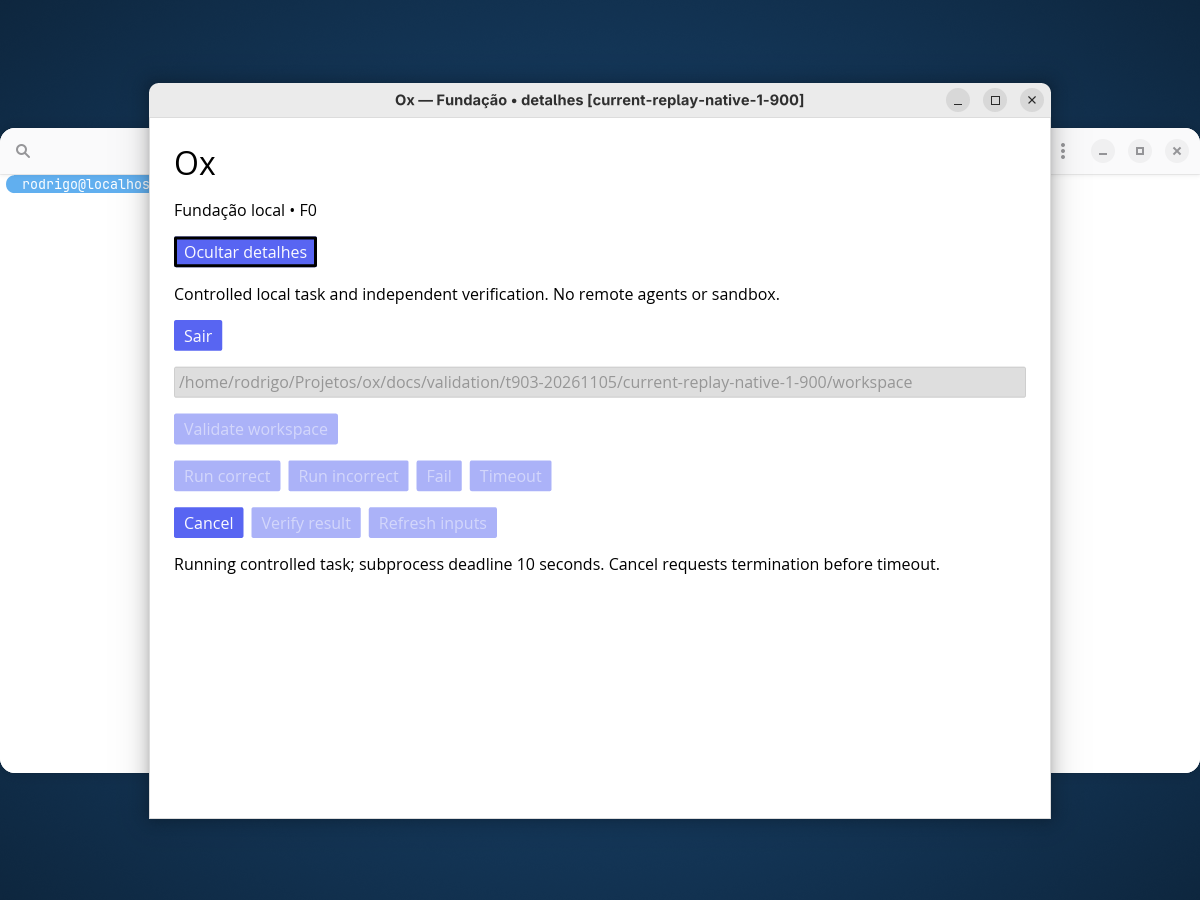 Ox — Fundação • detalhes [current-replay-native-1-900]
rodrigo@localhos
Ox
Fundação local • F0
Ocultar detalhes
Controlled local task and independent verification. No remote agents or sandbox.
Sair
/home/rodrigo/Projetos/ox/docs/validation/t903-20261105/current-replay-native-1-900/workspace
Validate workspace
Run correct Run incorrect Fail Timeout
Cancel Verify result Refresh inputs
Running controlled task; subprocess deadline 10 seconds. Cancel requests termination before timeout.